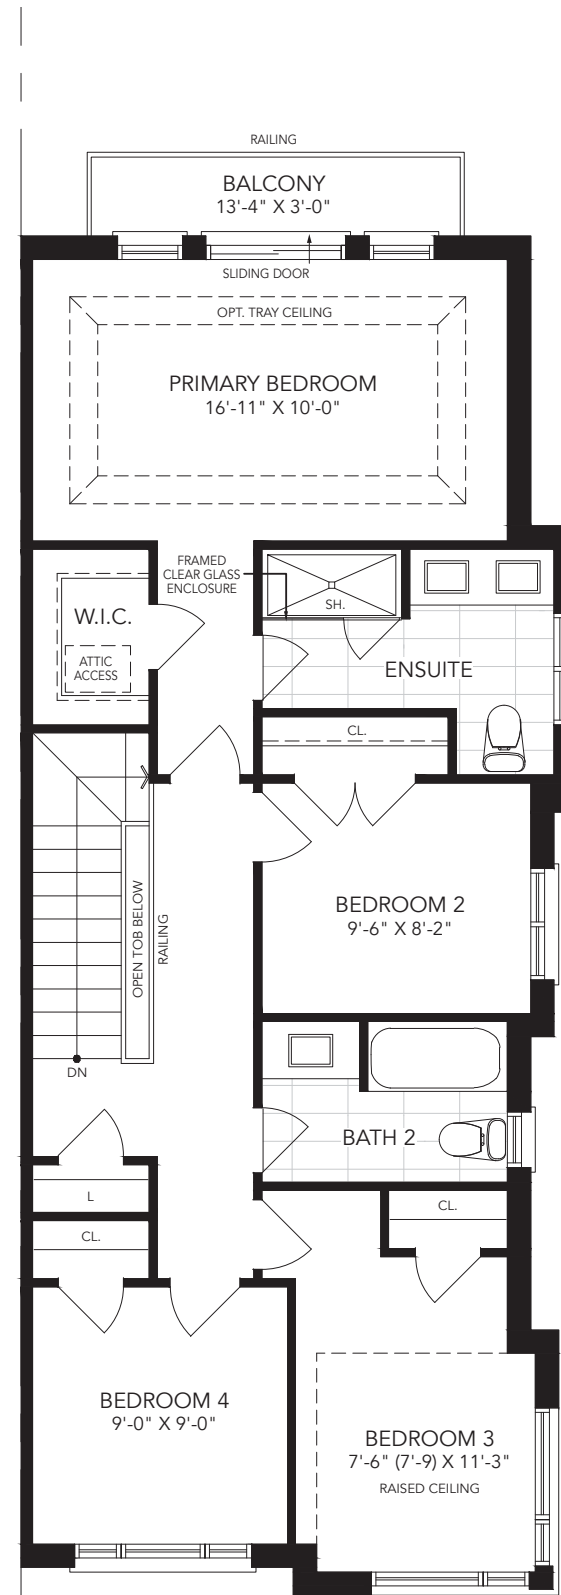 RAILING
BALCONY
13'-4" X 3'-0"
SLIDING DOOR
OPT. TRAY CEILING
PRIMARY BEDROOM
16'-11" X 10'-0"
FRAMED
CLEAR GLASS
ENCLOSURE
SH.
W.I.C.
ATTIC
ACCESS
ENSUITE
CL.
BEDROOM 2
9'-6" X 8'-2"
OPEN TOB BELOW
RAILING
DN
BATH 2
L
CL.
CL.
BEDROOM 4
9'-0" X 9'-0"
BEDROOM 3
7'-6" (7'-9) X 11'-3"
RAISED CEILING